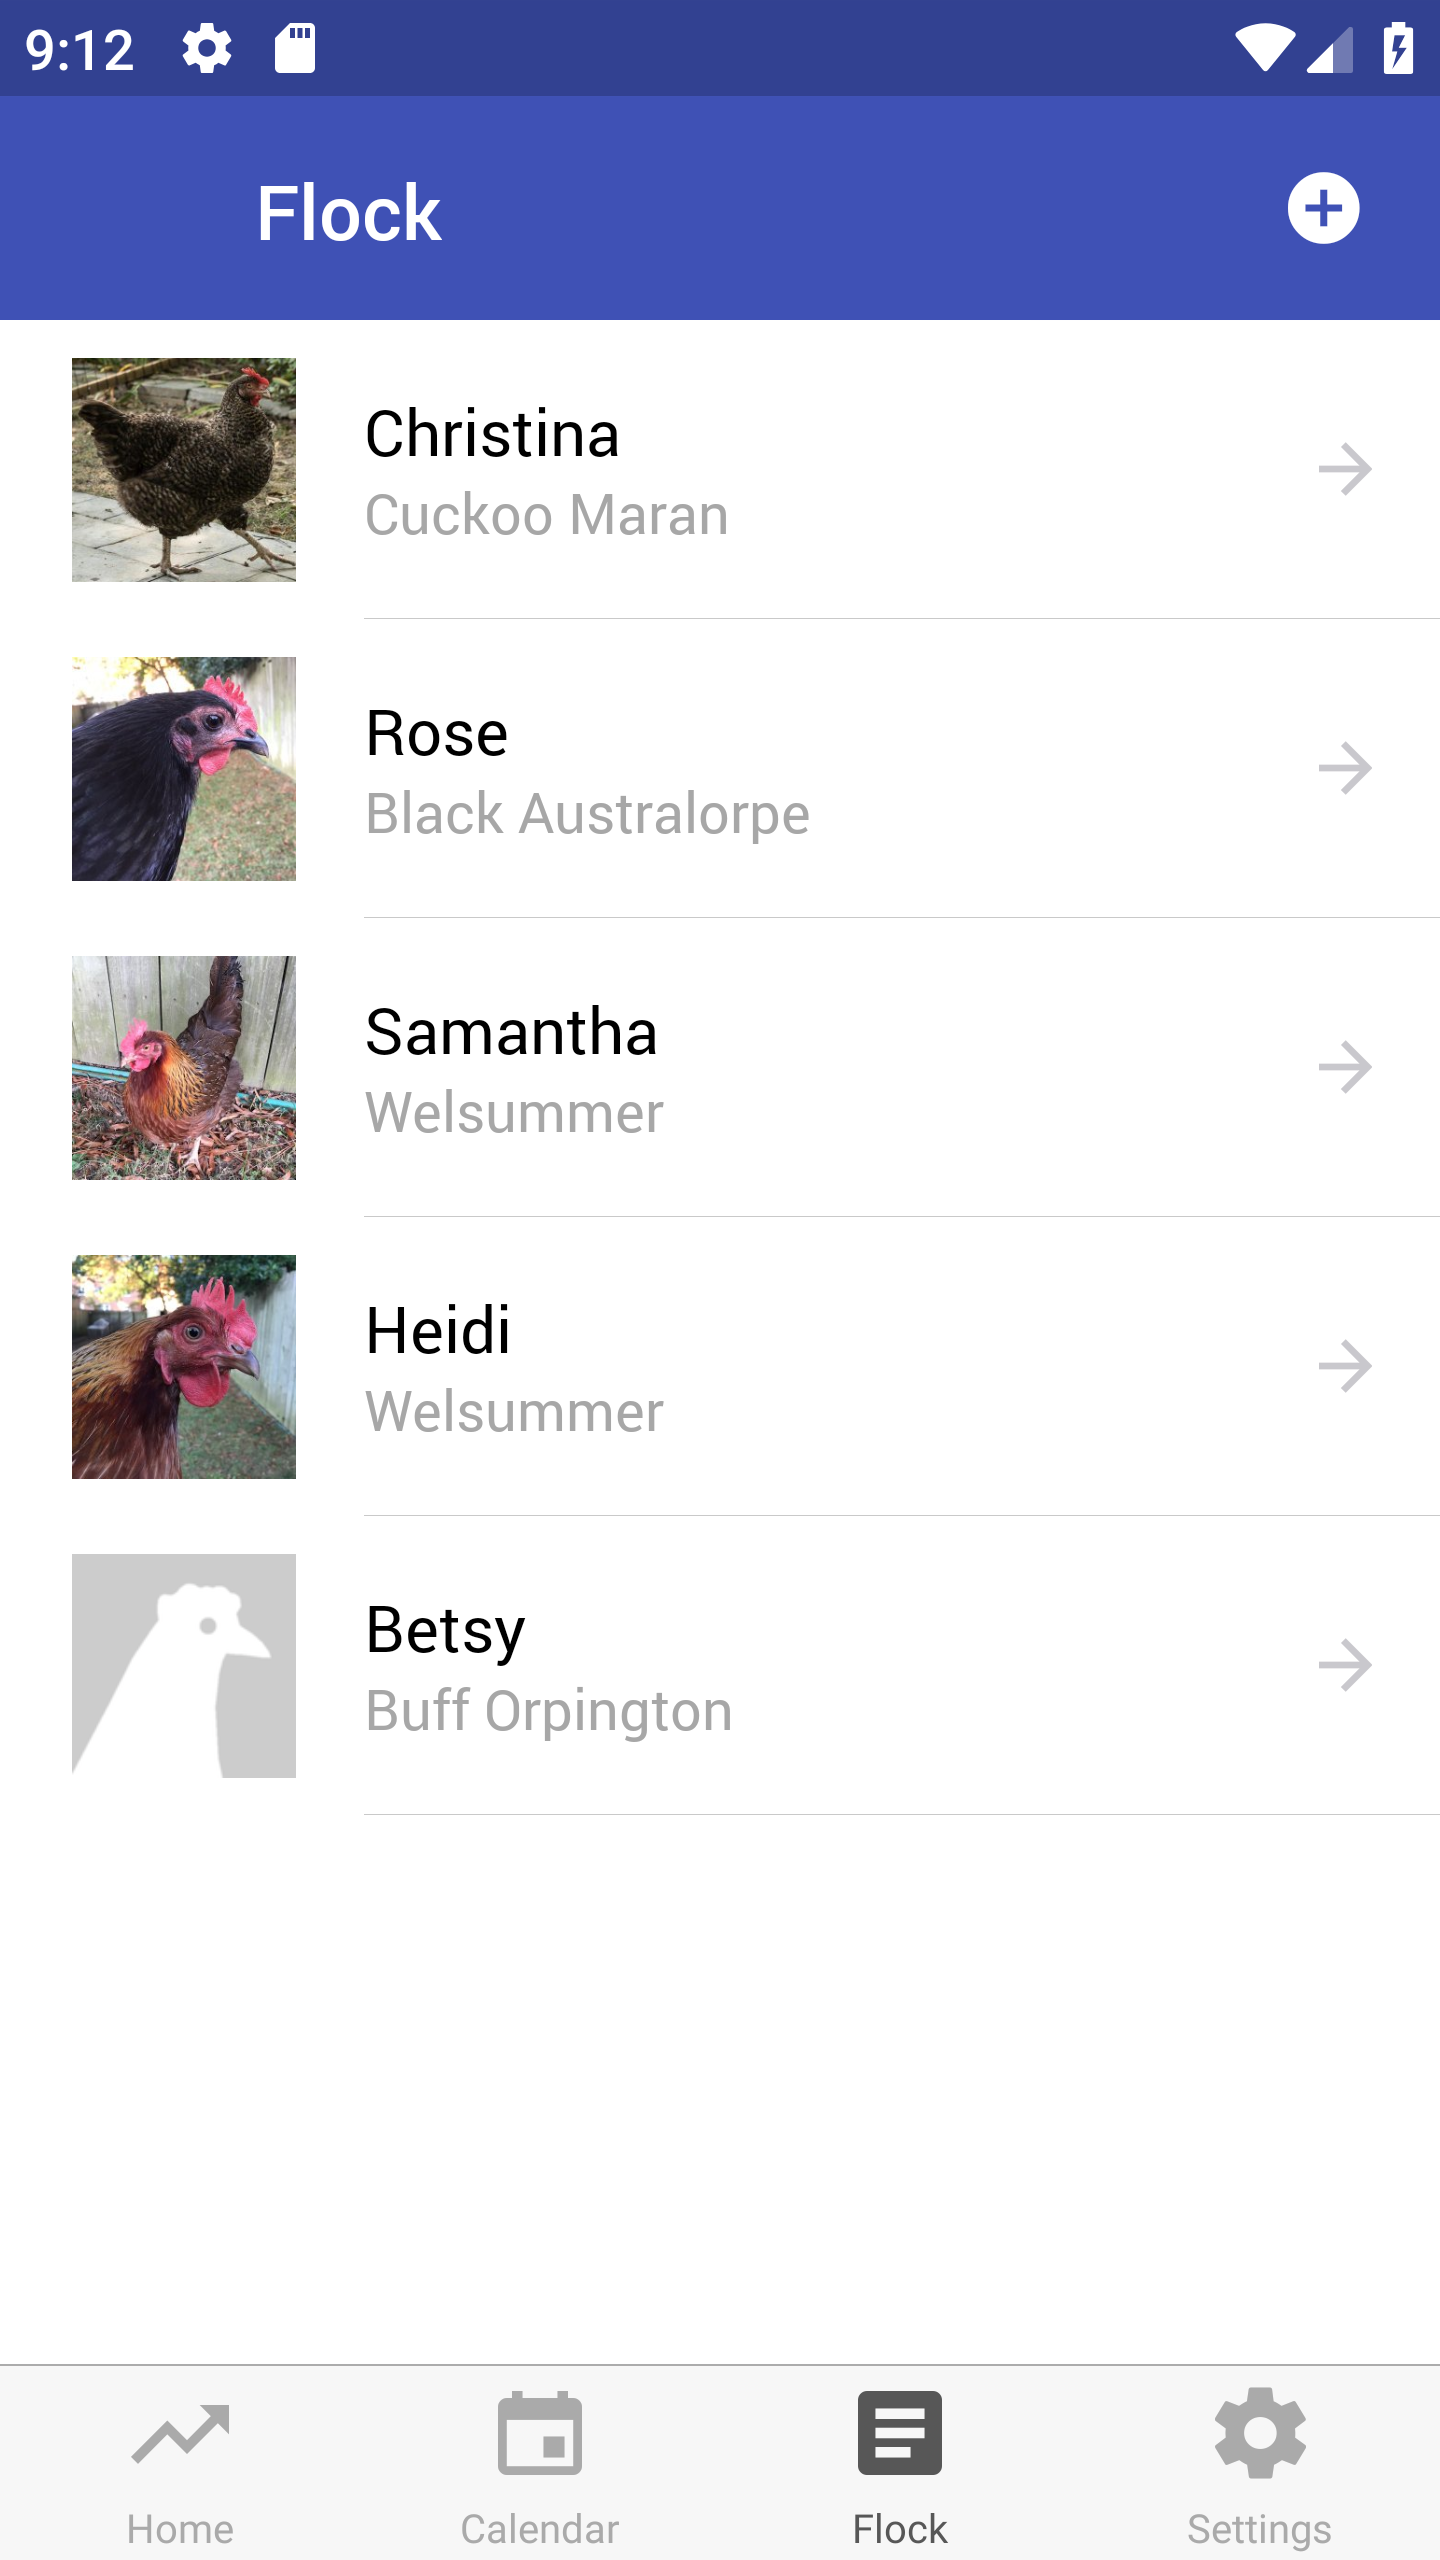 9:12
Flock
Christina
Cuckoo Maran
Rose
Black Australorpe
Samantha
Welsummer
Heidi
Welsummer
Betsy
Buff Orpington
Home
Calendar
Flock
Settings